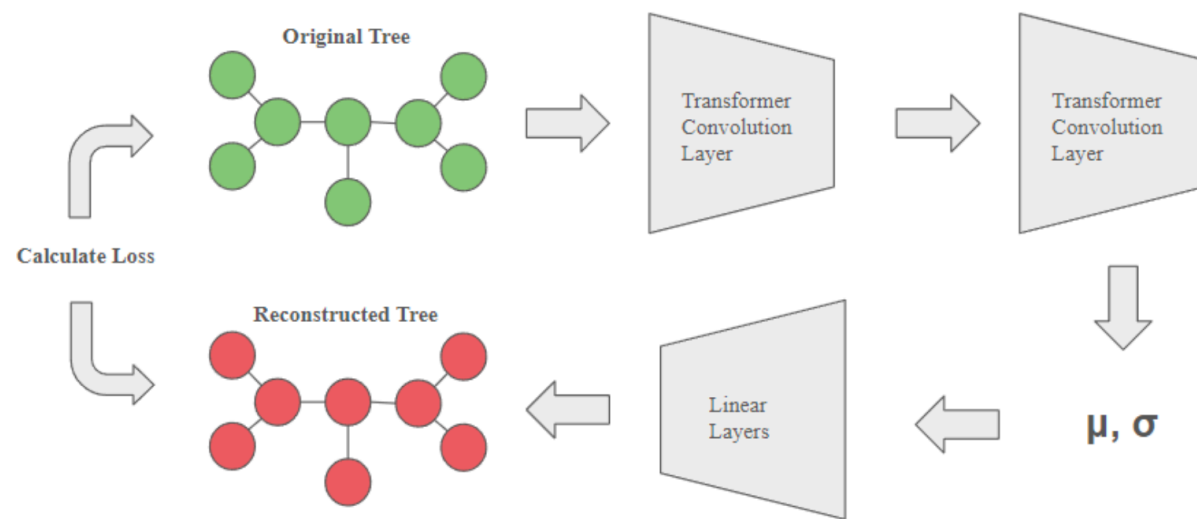 Original Tree
Transformer
Convolution
Layer
Transformer
Convolution
Layer
Calculate Loss
Reconstructed Tree
Linear
Layers
μ, σ